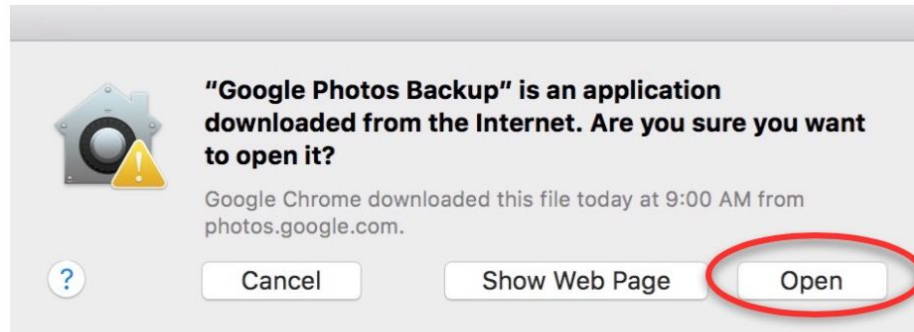 “Google Photos Backup” is an application
downloaded from the Internet. Are you sure you want
to open it?
Google Chrome downloaded this file today at 9:00 AM from
photos.google.com.
? Cancel Show Web Page Open